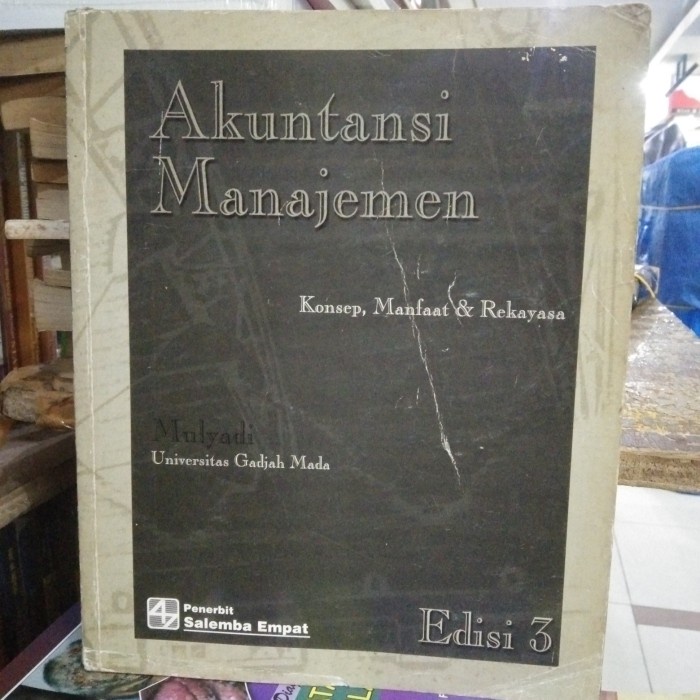 Akuntansi
Manajemen
Konsep, Manfaat & Rekayasa
Mulyadi
Universitas Gadjah Mada
Penerbit
Salemba Empat
Edisi 3